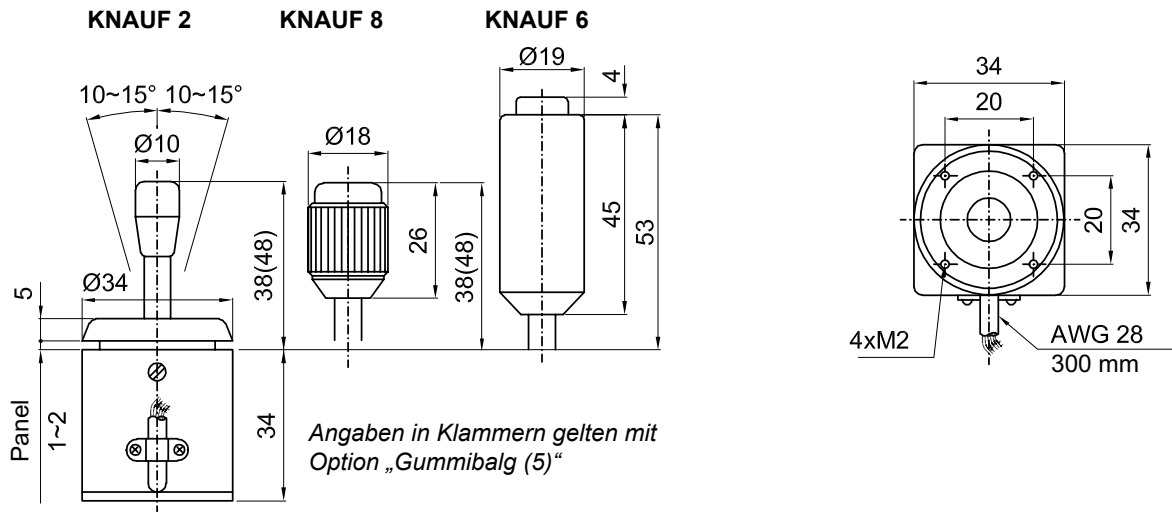 KNAUF 2 KNAUF 8 KNAUF 6
Ø19
4
10~15° 10~15°
Ø10
Ø18
38(48)
26
38(48)
45
53
Ø34
5
Panel
1~2
34
Angaben in Klammern gelten mit
Option „Gummibalg (5)“
34
20
20
34
4xM2
AWG 28
300 mm